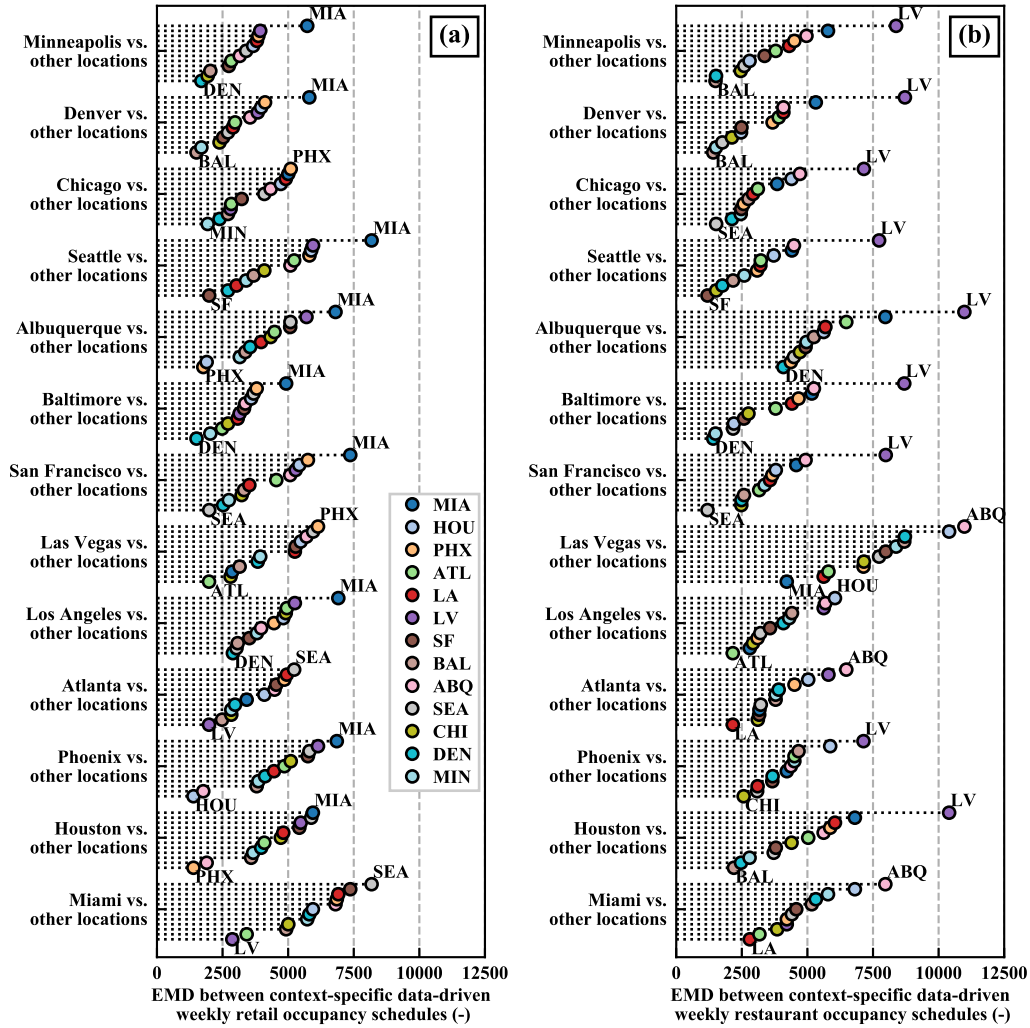 (a)
MIA
Minneapolis vs.
other locations
DEN
MIA
Denver vs.
other locations
BAL
PHX
Chicago vs.
other locations
MIN
MIA
Seattle vs.
other locations
SF
MIA
Albuquerque vs.
other locations
PHX
MIA
Baltimore vs.
other locations
DEN
MIA
San Francisco vs.
other locations
SEA
PHX
Las Vegas vs.
other locations
ATL
MIA
Los Angeles vs.
other locations
DEN
SEA
Atlanta vs.
other locations
LV
MIA
Phoenix vs.
other locations
HOU
MIA
Houston vs.
other locations
PHX
SEA
Miami vs.
other locations
LV
MIA
HOU
PHX
ATL
LA
LV
SF
BAL
ABQ
SEA
CHI
DEN
MIN
0 2500 5000 7500 10000 12500
EMD between context-specific data-driven
weekly retail occupancy schedules (-)
(b)
LV
Minneapolis vs.
other locations
BAL
LV
Denver vs.
other locations
BAL
LV
Chicago vs.
other locations
SEA
LV
Seattle vs.
other locations
SF
LV
Albuquerque vs.
other locations
DEN
LV
Baltimore vs.
other locations
DEN
LV
San Francisco vs.
other locations
SEA
ABQ
Las Vegas vs.
other locations
MIA
HOU
Los Angeles vs.
other locations
ATL
ABQ
Atlanta vs.
other locations
LA
LV
Phoenix vs.
other locations
CHI
LV
Houston vs.
other locations
BAL
ABQ
Miami vs.
other locations
LA
0 2500 5000 7500 10000 12500
EMD between context-specific data-driven
weekly restaurant occupancy schedules (-)